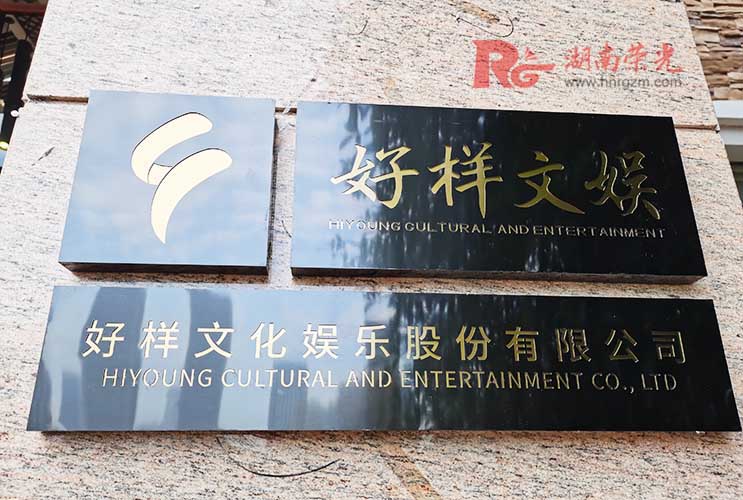 RG 湖南荣光
www.hnrgzm.com
好样文娱
HIYOUNG CULTURAL AND ENTERTAINMENT
好样文化娱乐股份有限公司
HIYOUNG CULTURAL AND ENTERTAINMENT CO., LTD